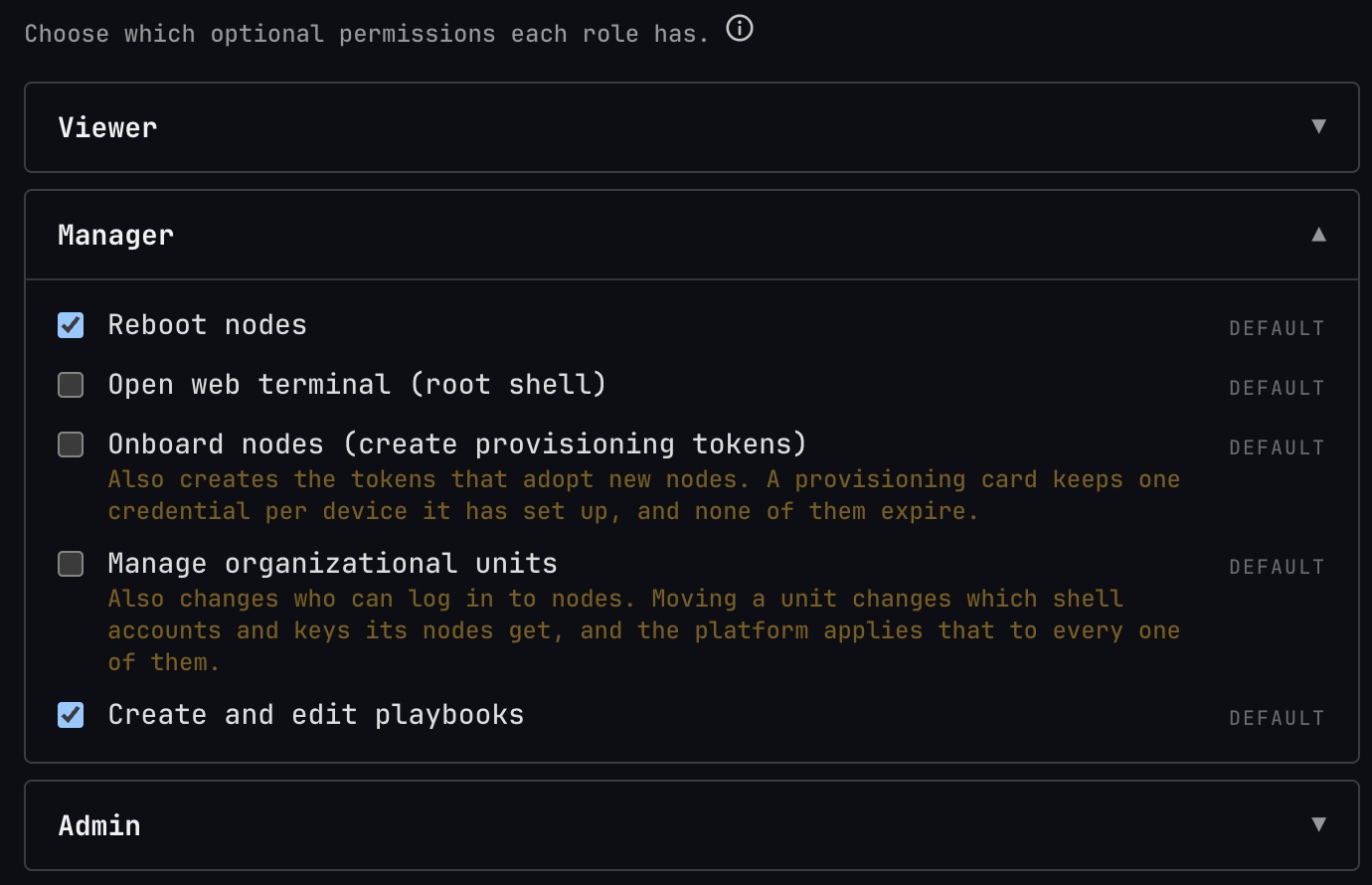 Choose which optional permissions each role has.
Viewer
Manager
Reboot nodes DEFAULT
Open web terminal (root shell) DEFAULT
Onboard nodes (create provisioning tokens) DEFAULT
Also creates the tokens that adopt new nodes. A provisioning card keeps one
credential per device it has set up, and none of them expire.
Manage organizational units DEFAULT
Also changes who can log in to nodes. Moving a unit changes which shell
accounts and keys its nodes get, and the platform applies that to every one
of them.
Create and edit playbooks DEFAULT
Admin